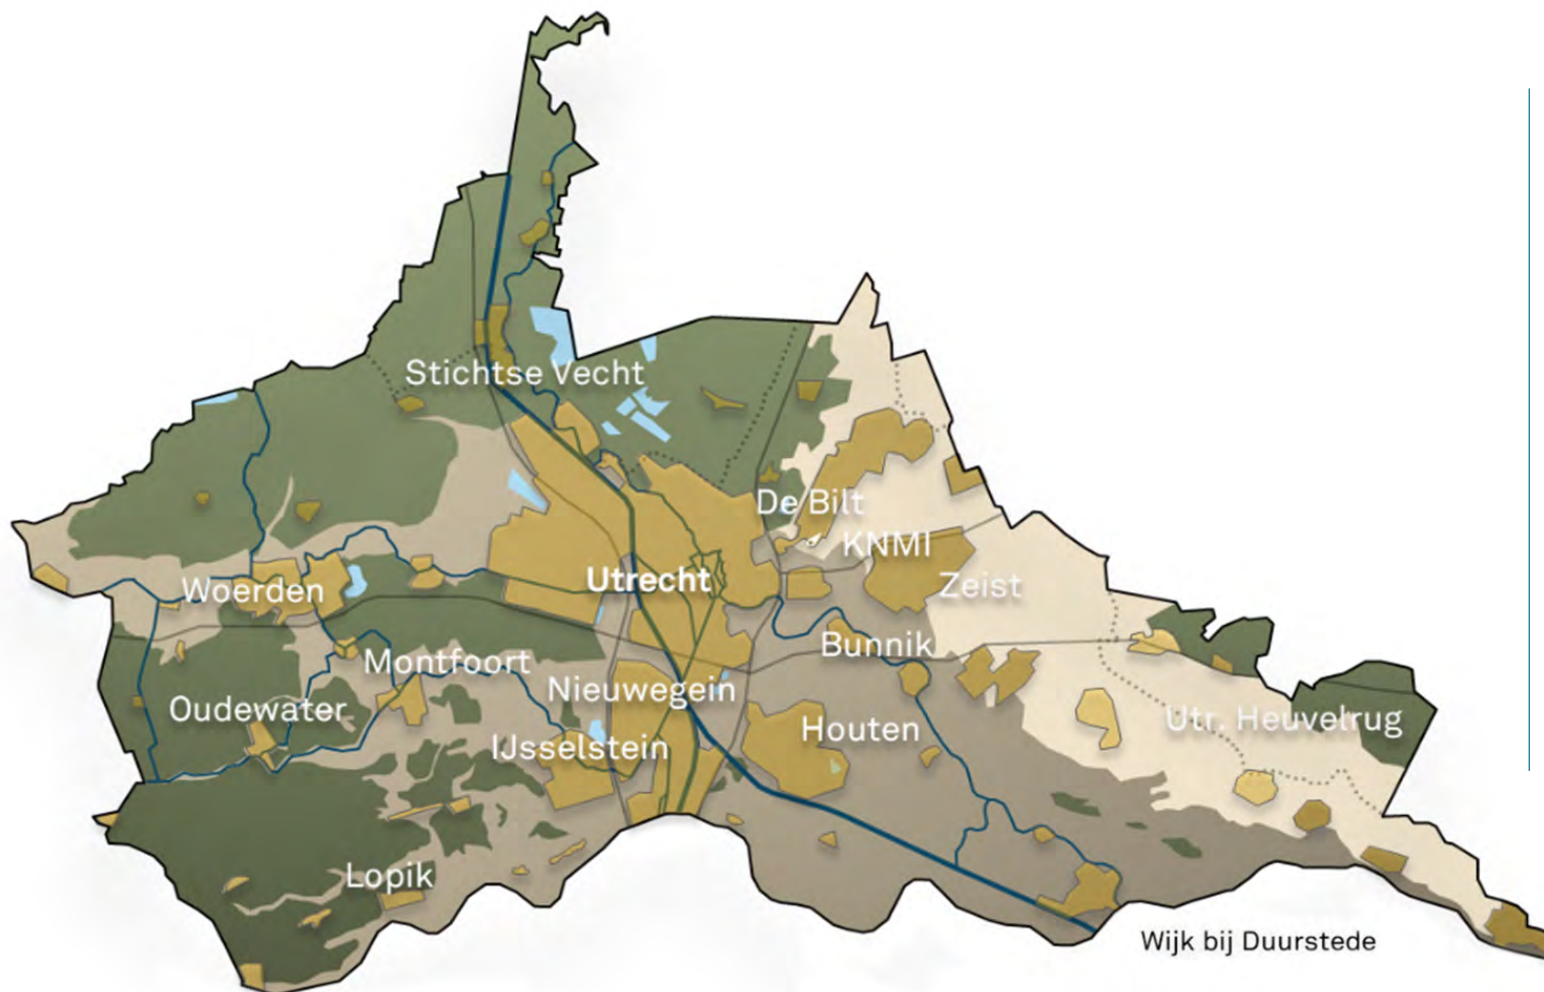 Stichtse Vecht
De Bilt
KNMI
Utrecht
Woerden
Zeist
Bunnik
Montfoort
Nieuwegein
Oudewater
Utr. Heuvelrug
Houten
IJsselstein
Lopik
Wijk bij Duurstede